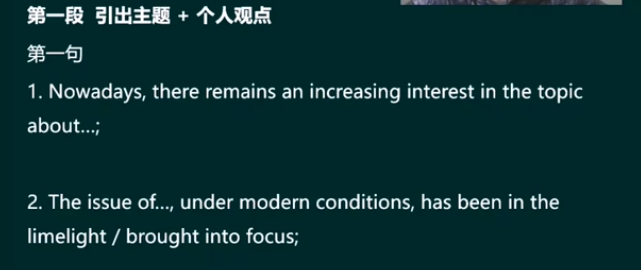 第一段 引出主题 + 个人观点
第一句
1. Nowadays, there remains an increasing interest in the topic
about...;
2. The issue of..., under modern conditions, has been in the
limelight / brought into focus;